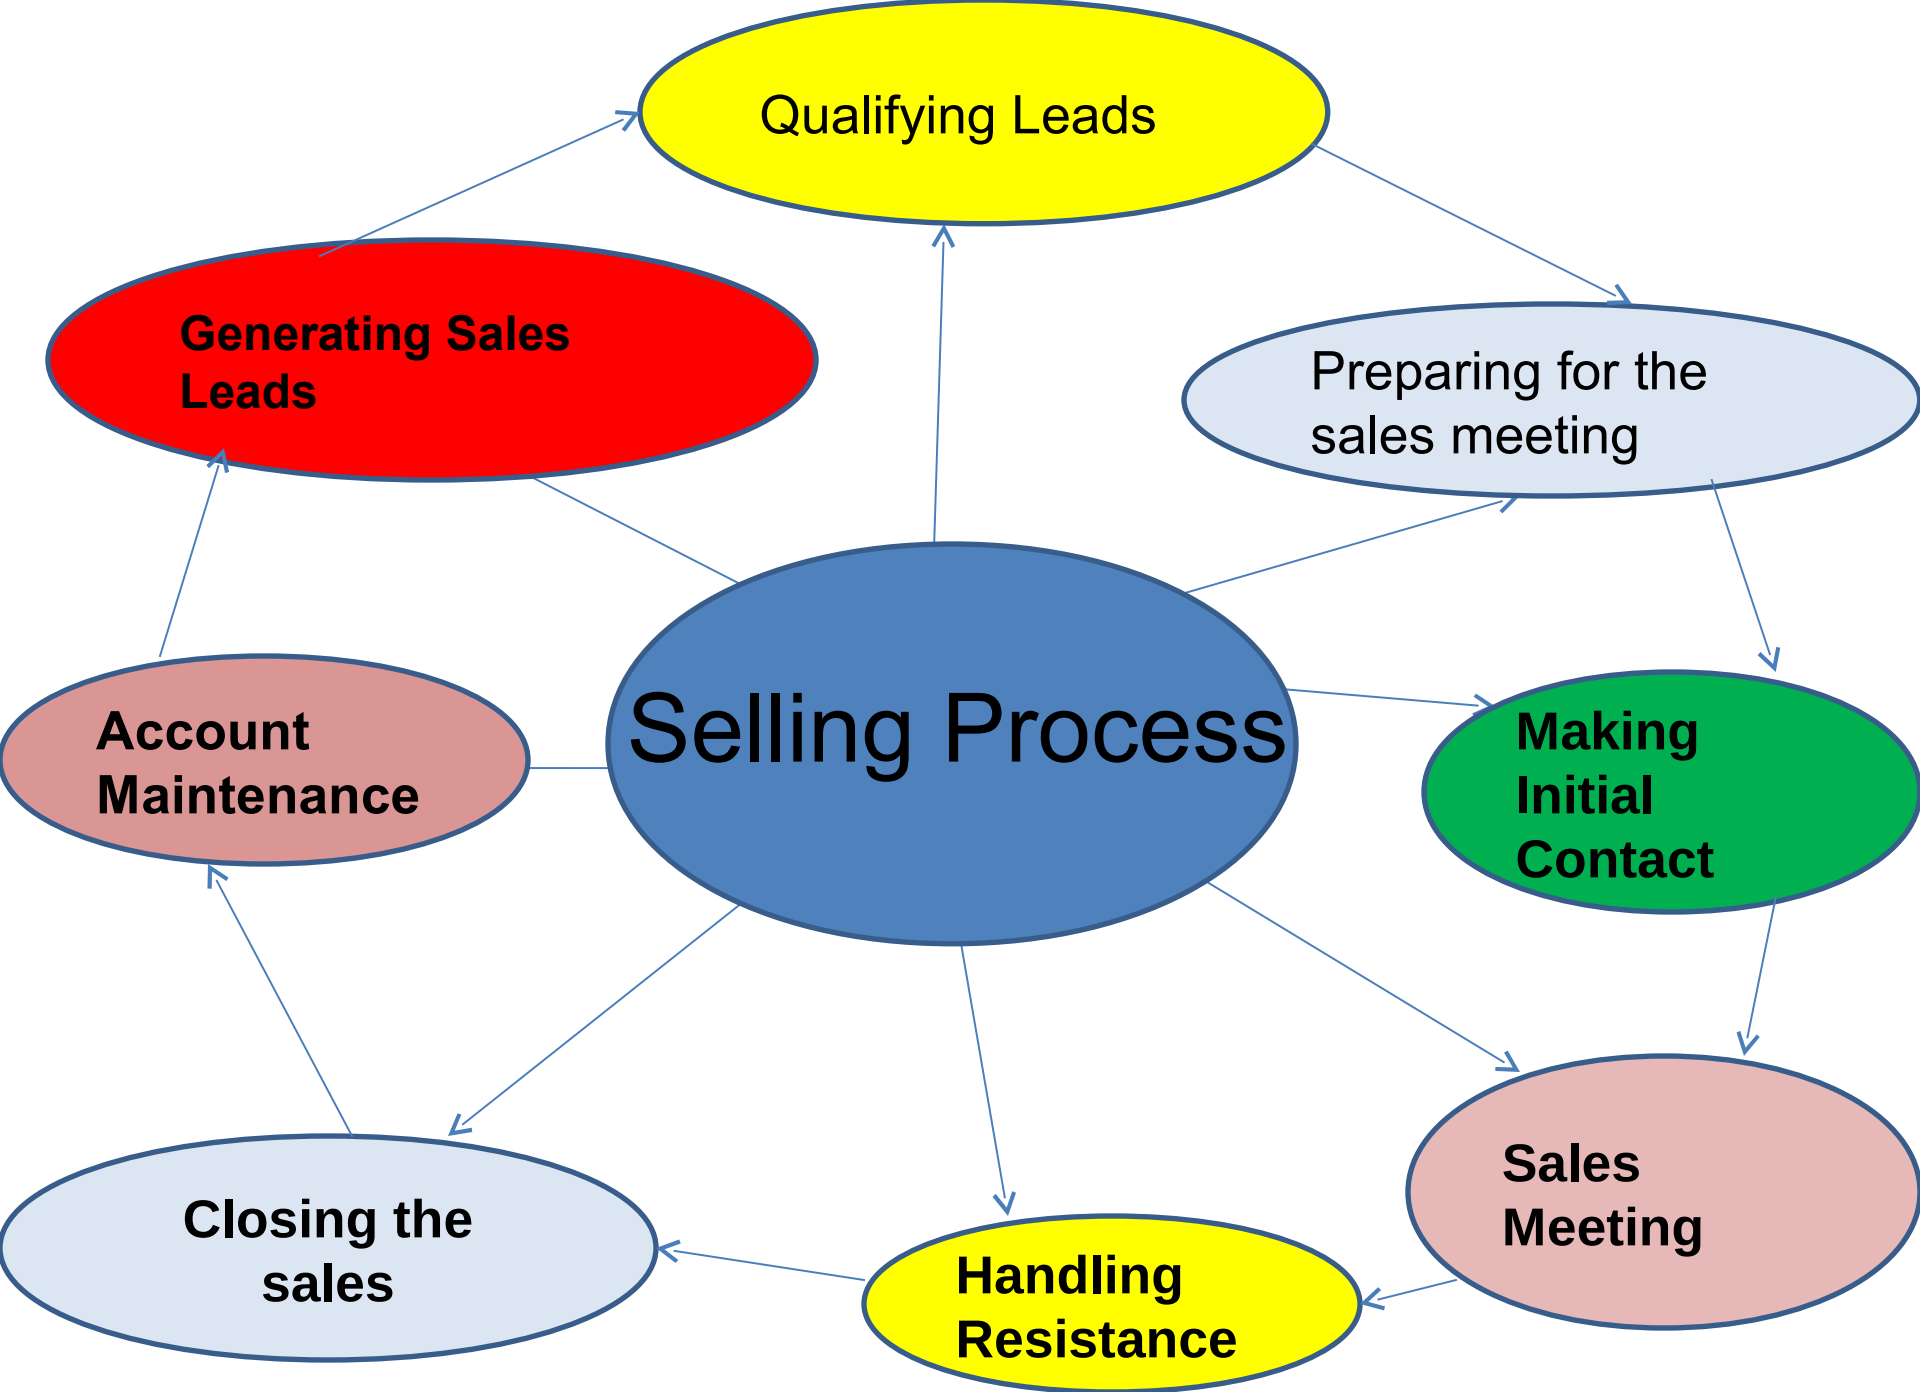 Qualifying Leads
Generating Sales
Leads
Preparing for the
sales meeting
Selling Process
Account
Maintenance
Making
Initial
Contact
Sales
Meeting
Closing the
sales
Handling
Resistance